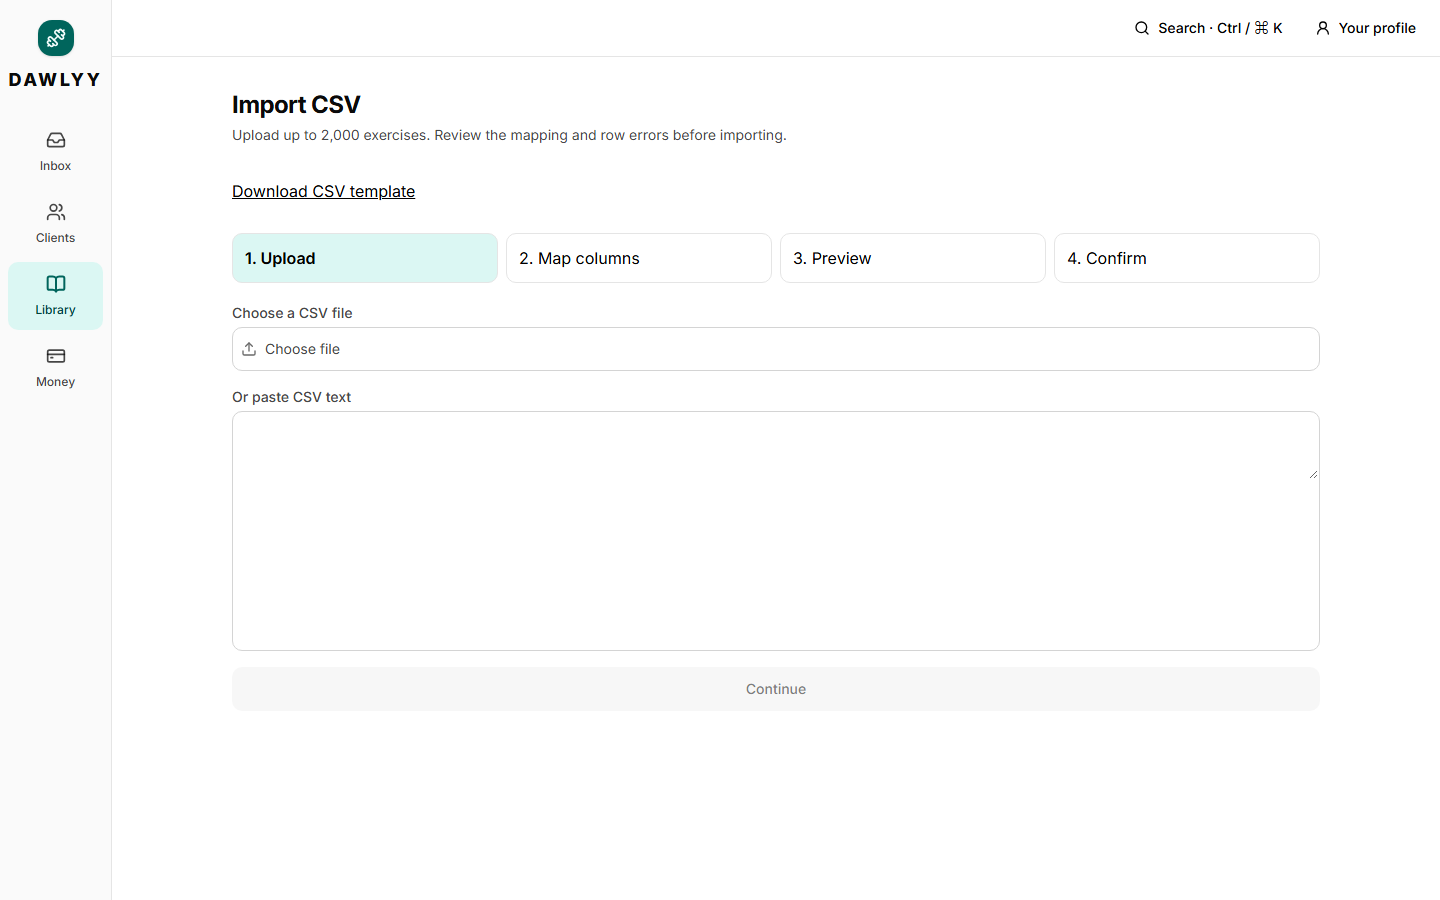 DAWLYY
Inbox
Clients
Library
Money
Search · Ctrl / ⌘ K
Your profile
Import CSV
Upload up to 2,000 exercises. Review the mapping and row errors before importing.
Download CSV template
1. Upload
2. Map columns
3. Preview
4. Confirm
Choose a CSV file
Choose file
Or paste CSV text
Continue